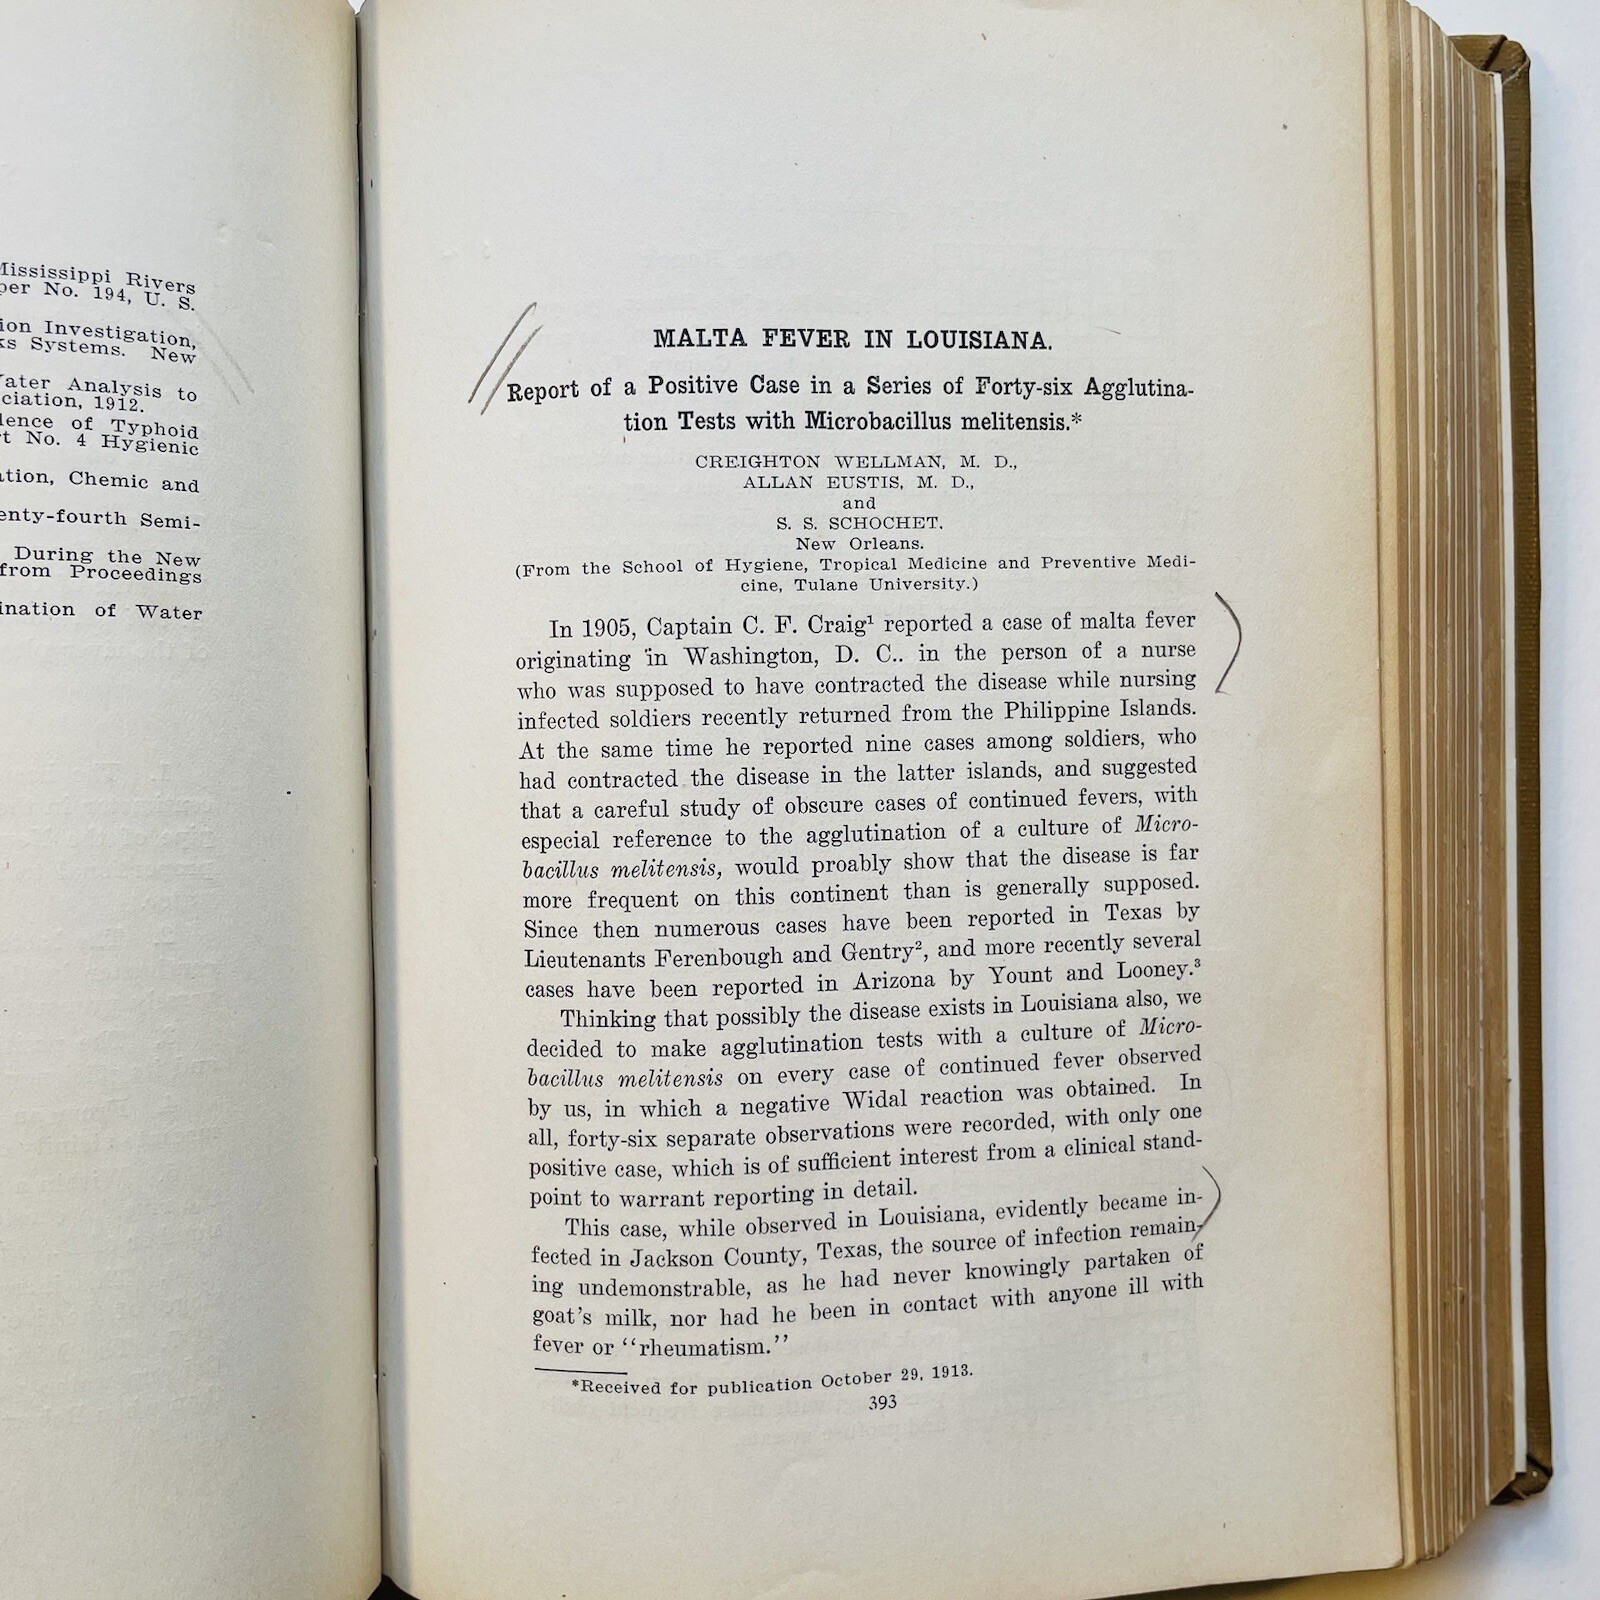 Mississippi Rivers
No. 194, U. S.
Investigation,
Systems. New
Water Analysis to
1912.
of Typhoid
No. 4 Hygienic
Chemic and
Semi-
During the New
from Proceedings
of Water
MALTA FEVER IN LOUISIANA.
Report of a Positive Case in a Series of Forty-six Agglutina-
tion Tests with Microbacillus melitensis.*
CREIGHTON WELLMAN, M. D.,
ALLAN EUSTIS, M. D.,
and
S. S. SCHOCHET.
New Orleans.
(From the School of Hygiene, Tropical Medicine and Preventive Medi-
cine, Tulane University.)
In 1905, Captain C. F. Craig¹ reported a case of malta fever
originating in Washington, D. C.. in the person of a nurse
who was supposed to have contracted the disease while nursing
infected soldiers recently returned from the Philippine Islands.
At the same time he reported nine cases among soldiers, who
had contracted the disease in the latter islands, and suggested
that a careful study of obscure cases of continued fevers, with
especial reference to the agglutination of a culture of Micro-
bacillus melitensis, would proably show that the disease is far
more frequent on this continent than is generally supposed.
Since then numerous cases have been reported in Texas by
Lieutenants Ferenbough and Gentry², and more recently several
cases have been reported in Arizona by Yount and Looney.³
Thinking that possibly the disease exists in Louisiana also, we
decided to make agglutination tests with a culture of Micro-
bacillus melitensis on every case of continued fever observed
by us, in which a negative Widal reaction was obtained. In
all, forty-six separate observations were recorded, with only one
positive case, which is of sufficient interest from a clinical stand-
point to warrant reporting in detail.
This case, while observed in Louisiana, evidently became in-
fected in Jackson County, Texas, the source of infection remain-
ing undemonstrable, as he had never knowingly partaken of
goat's milk, nor had he been in contact with anyone ill with
fever or "rheumatism."
*Received for publication October 29, 1913.
393